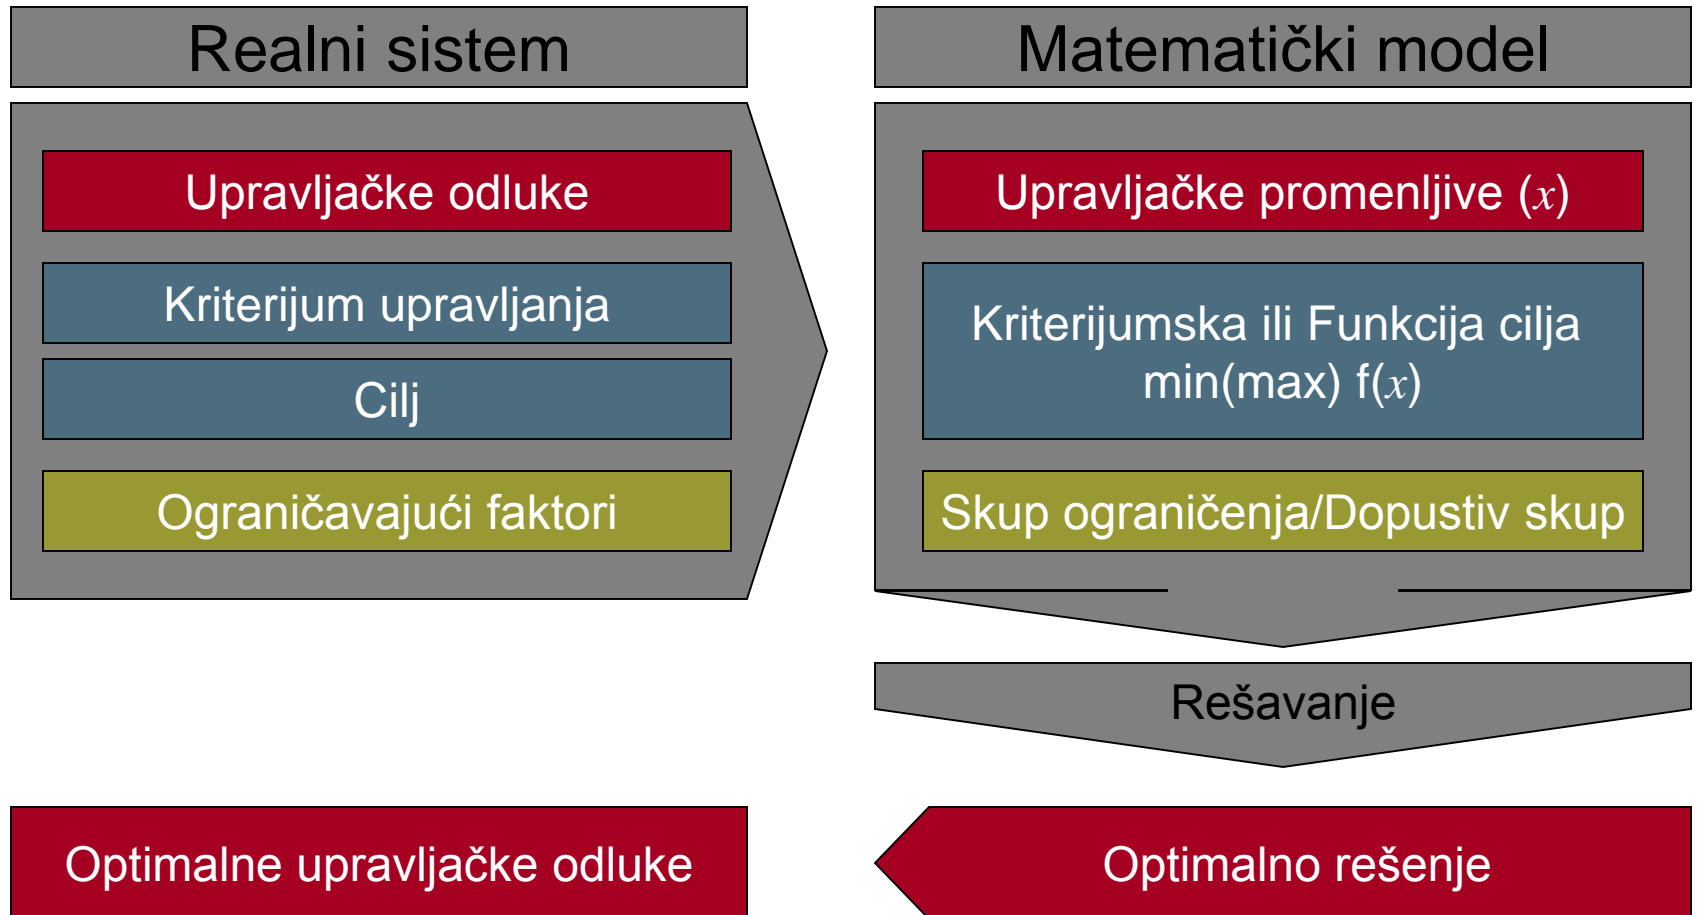 Realni sistem
Upravljačke odluke
Kriterijum upravljanja
Cilj
Ograničavajući faktori
Matematički model
Upravljačke promenljive (x)
Kriterijumska ili Funkcija cilja
min(max) f(x)
Skup ograničenja/Dopustiv skup
Rešavanje
Optimalno rešenje
Optimalne upravljačke odluke